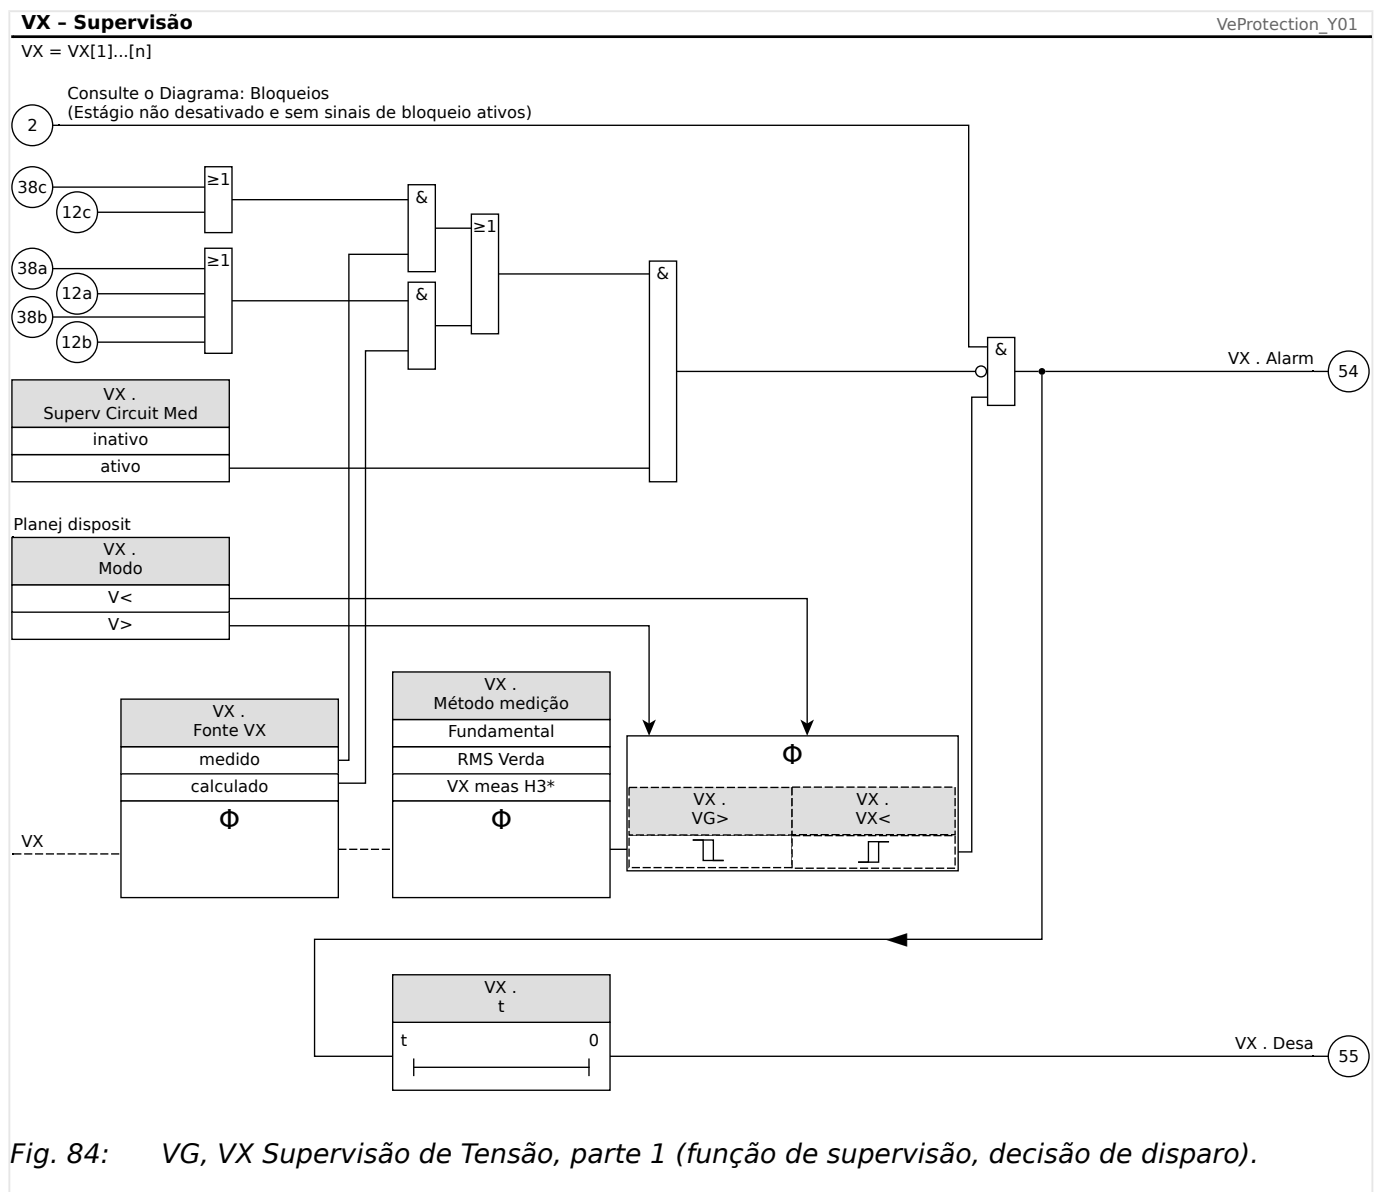 VX – Supervisão
VeProtection_Y01
VX = VX[1]...[n]
Consulte o Diagrama: Bloqueios
(Estágio não desativado e sem sinais de bloqueio ativos)
2
38c
12c
≥1
&
≥1
38a
12a
38b
12b
≥1
&
&
&
VX . Alarm
54
VX .
Superv Circuit Med
inativo
ativo
Planej disposit
VX .
Modo
V<
V>
VX .
Fonte VX
medido
calculado
Φ
VX
VX .
Método medição
Fundamental
RMS Verda
VX meas H3*
Φ
Φ
VX .
VG>
VX .
VX<
VX .
t
t 0
VX . Desa
55
Fig. 84: VG, VX Supervisão de Tensão, parte 1 (função de supervisão, decisão de disparo).